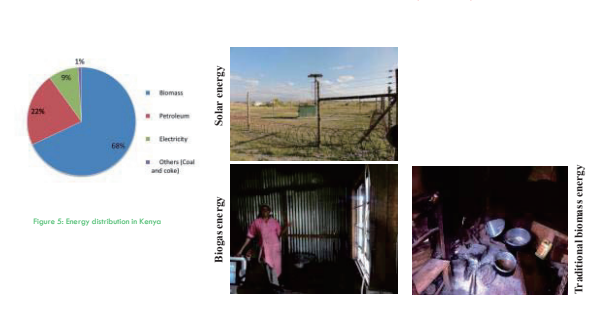 1%
9%
22%
68%
Biomass
Petroleum
Electricity
Others (Coal
and coke)
Figure 5: Energy distribution in Kenya
Solar energy
Biogas energy
Traditional biomass energy